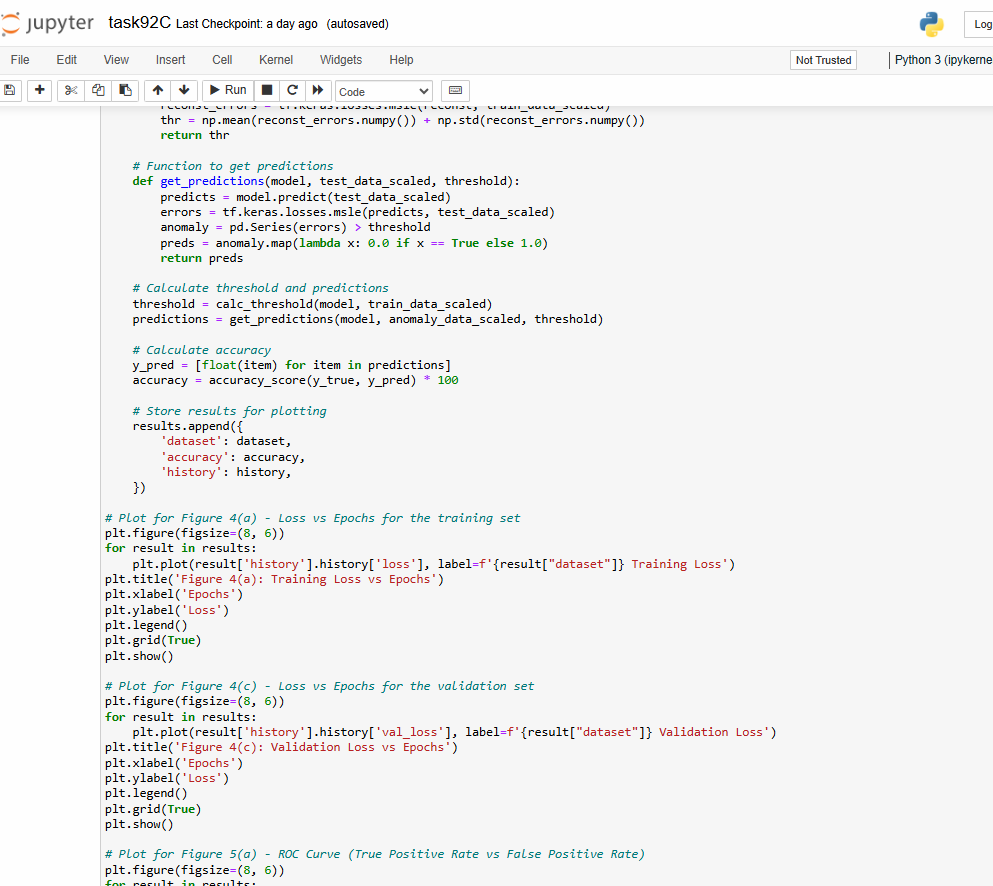 jupyter task92C Last Checkpoint: a day ago (autosaved)
Log
File Edit View Insert Cell Kernel Widgets Help
Not Trusted
Python 3 (ipykerne
Run
Code
reconst_errors = tf.keras.losses.msle(reconst, train_data_scaled)
thr = np.mean(reconst_errors.numpy()) + np.std(reconst_errors.numpy())
return thr
# Function to get predictions
def get_predictions(model, test_data_scaled, threshold):
predicts = model.predict(test_data_scaled)
errors = tf.keras.losses.msle(predicts, test_data_scaled)
anomaly = pd.Series(errors) > threshold
preds = anomaly.map(lambda x: 0.0 if x == True else 1.0)
return preds
# Calculate threshold and predictions
threshold = calc_threshold(model, train_data_scaled)
predictions = get_predictions(model, anomaly_data_scaled, threshold)
# Calculate accuracy
y_pred = [float(item) for item in predictions]
accuracy = accuracy_score(y_true, y_pred) * 100
# Store results for plotting
results.append({
'dataset': dataset,
'accuracy': accuracy,
'history': history,
})
# Plot for Figure 4(a) - Loss vs Epochs for the training set
plt.figure(figsize=(8, 6))
for result in results:
plt.plot(result['history'].history['loss'], label=f'{result["dataset"]} Training Loss')
plt.title('Figure 4(a): Training Loss vs Epochs')
plt.xlabel('Epochs')
plt.ylabel('Loss')
plt.legend()
plt.grid(True)
plt.show()
# Plot for Figure 4(c) - Loss vs Epochs for the validation set
plt.figure(figsize=(8, 6))
for result in results:
plt.plot(result['history'].history['val_loss'], label=f'{result["dataset"]} Validation Loss')
plt.title('Figure 4(c): Validation Loss vs Epochs')
plt.xlabel('Epochs')
plt.ylabel('Loss')
plt.legend()
plt.grid(True)
plt.show()
# Plot for Figure 5(a) - ROC Curve (True Positive Rate vs False Positive Rate)
plt.figure(figsize=(8, 6))
for result in results: